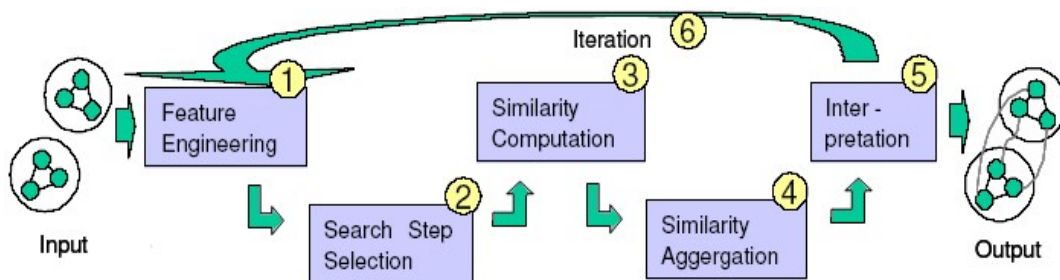 Iteration
6
1
Feature
Engineering
2
Search Step
Selection
3
Similarity
Computation
4
Similarity
Aggergation
5
Inter -
pretation
Input
Output